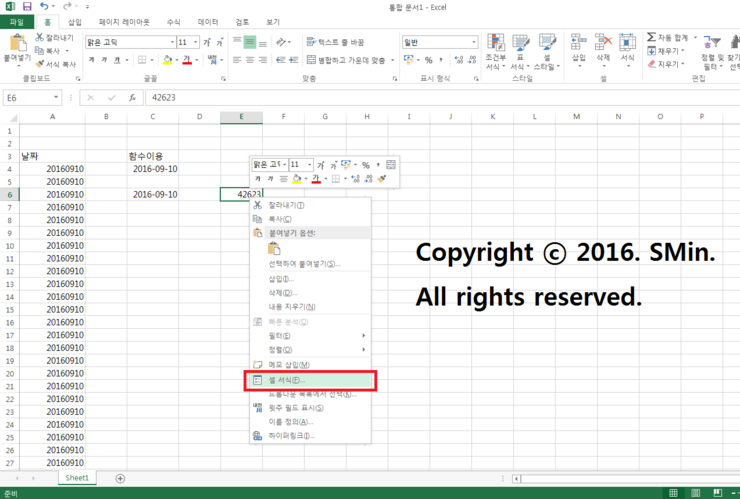 통합 문서1 - Excel
파일 홈 삽입 페이지 레이아웃 수식 데이터 검토 보기
잘라내기
복사
서식 복사
붙여넣기
클립보드
맑은 고딕 11
가 가 가
글꼴
텍스트 줄 바꿈
병합하고 가운데 맞춤
맞춤
일반
표시 형식
조건부 서식 표 서식 셀 스타일
스타일
삽입 삭제 서식
셀
자동 합계
채우기
지우기
정렬 및 필터
편집
E6 fx 42623
A B C D E F G H I J K L M N O P
1
2
3 날짜 함수이용
4 20160910 2016-09-10
5 20160910
6 20160910 2016-09-10 42623
7 20160910
8 20160910
9 20160910
10 20160910
11 20160910
12 20160910
13 20160910
14 20160910
15 20160910
16 20160910
17 20160910
18 20160910
19 20160910
20 20160910
21 20160910
22 20160910
23 20160910
24 20160910
25 20160910
26 20160910
27 20160910
맑은 고딕 11 가 가 %
가 가 가
잘라내기(T)
복사(C)
붙여넣기 옵션:
선택하여 붙여넣기(S)...
삽입(I)...
삭제(D)...
내용 지우기(N)
빠른 분석(Q)
필터(E)
정렬(O)
메모 삽입(M)
셀 서식(F)...
드롭다운 목록에서 선택(K)...
윗주 필드 표시(S)
이름 정의(A)...
하이퍼링크(I)...
Copyright ⓒ 2016. SMin.
All rights reserved.
Sheet1
준비